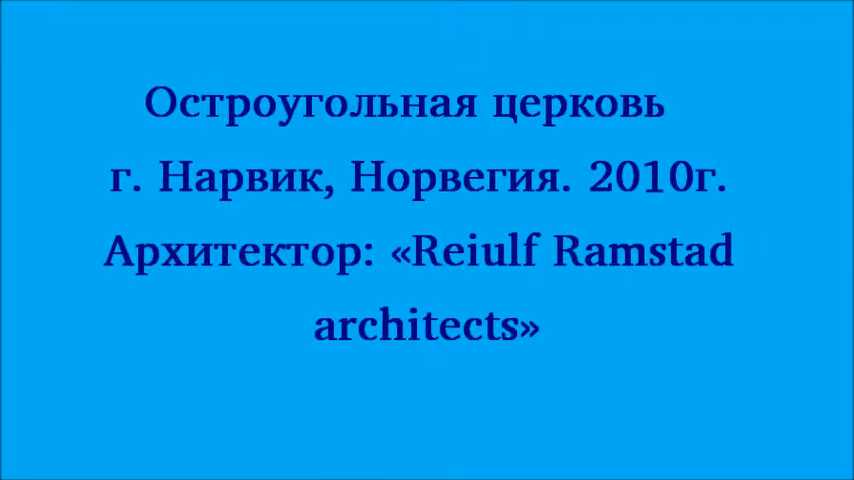 Остроугольная церковь
г. Нарвик, Норвегия. 2010г.
Архитектор: «Reiulf Ramstad
architects»